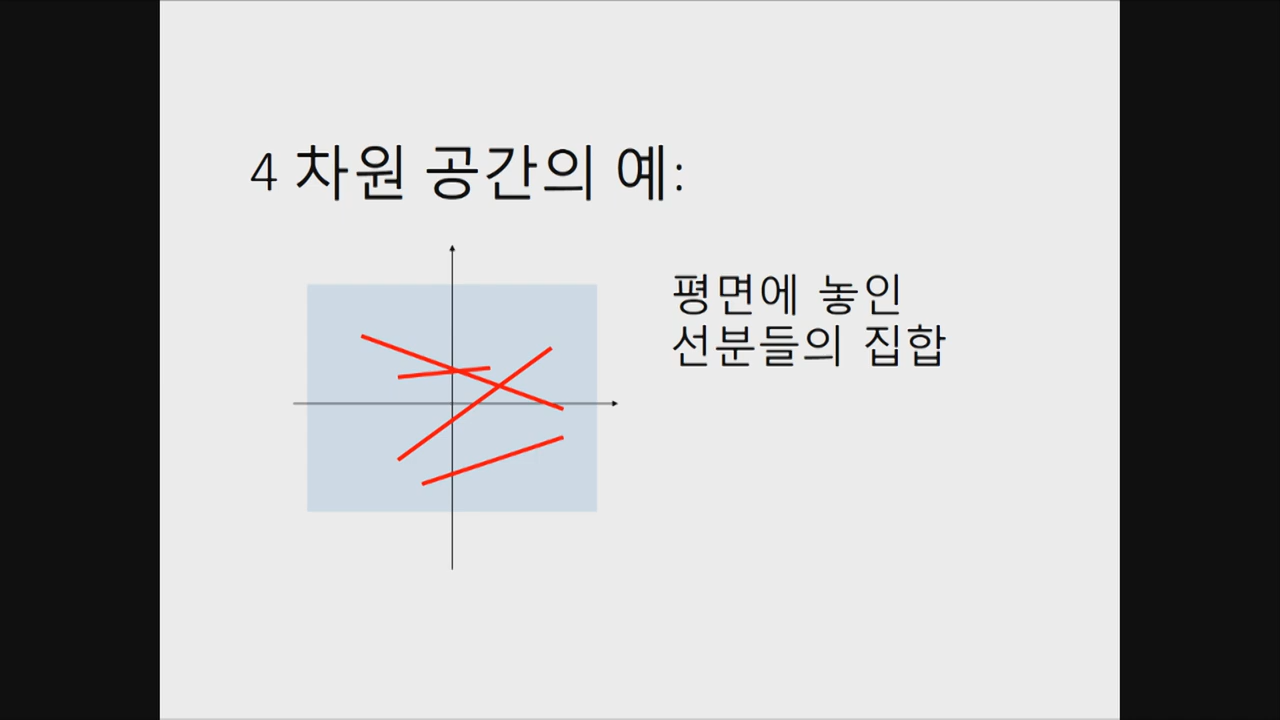 4 차원 공간의 예:
평면에 놓인
선분들의 집합